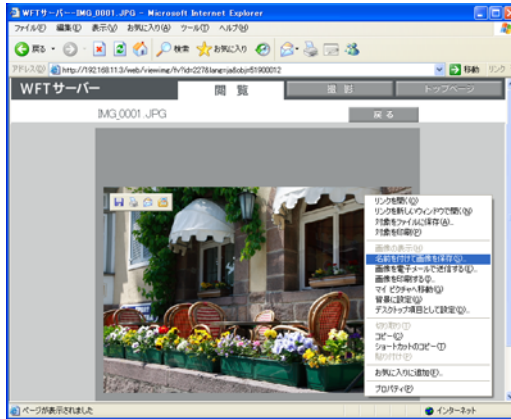 WFTサーバー-IMG_0001.JPG - Microsoft Internet Explorer
ファイル(F) 編集(E) 表示(V) お気に入り(A) ツール(T) ヘルプ(H)
戻る 検索 お気に入り
アドレス(D) 移動 リンク
WFTサーバー 閲覧 撮影 トップページ
IMG_0001.JPG 戻る
リンクを開く(O)
リンクを新しいウィンドウで開く(N)
対象をファイルに保存(A)...
対象を印刷(P)
画像の表示(H)
名前を付けて画像を保存(S)...
画像を電子メールで送信する(E)...
画像を印刷する(I)...
マイ ピクチャへ移動(G)
背景に設定(G)
デスクトップ項目として設定(D)...
切り取り(T)
コピー(C)
ショートカットのコピー(T)
貼り付け(P)
お気に入りに追加(F)...
プロパティ(R)
ページが表示されました インターネット